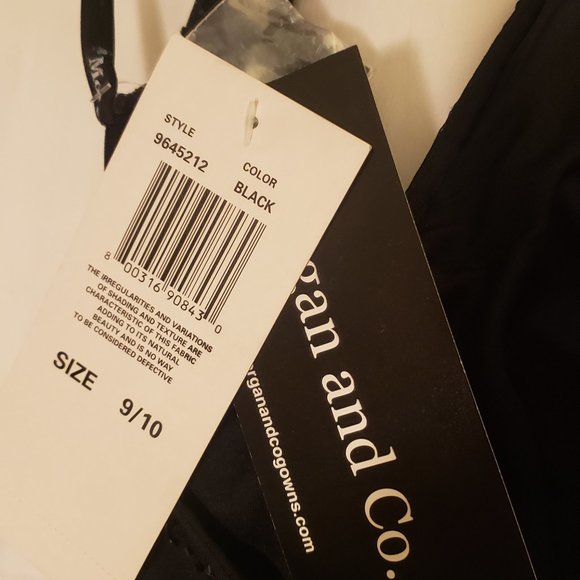 STYLE
9645212
COLOR
BLACK
8 00316 90843 0
THE IRREGULARITIES AND VARIATIONS
OF SHADING AND TEXTURE ARE
CHARACTERISTIC OF THIS FABRIC
ADDING TO ITS NATURAL
BEAUTY AND IS NO WAY
TO BE CONSIDERED DEFECTIVE
SIZE
9/10
gan and Co.
organandcogowns.com